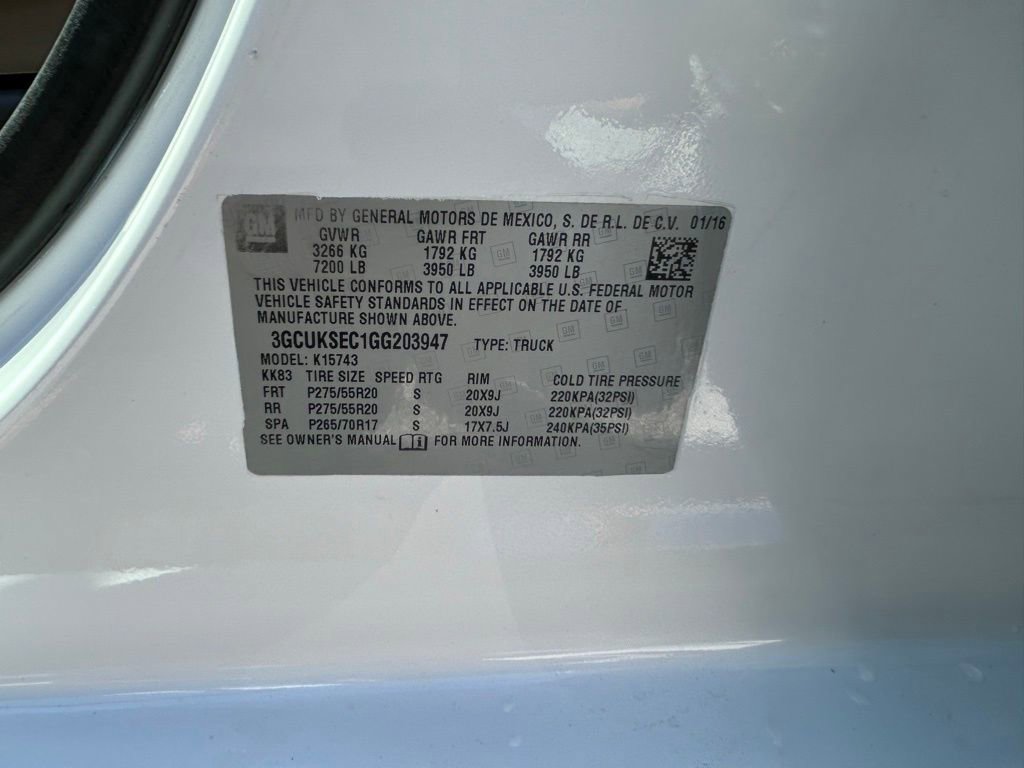 GM MFD BY GENERAL MOTORS DE MEXICO, S. DE R.L. DE C.V. 01/16
GVWR GAWR FRT GAWR RR
3266 KG 1792 KG 1792 KG
7200 LB 3950 LB 3950 LB
THIS VEHICLE CONFORMS TO ALL APPLICABLE U.S. FEDERAL MOTOR
VEHICLE SAFETY STANDARDS IN EFFECT ON THE DATE OF
MANUFACTURE SHOWN ABOVE.
3GCUKSEC1GG203947 TYPE: TRUCK
MODEL: K15743
KK83 TIRE SIZE SPEED RTG RIM COLD TIRE PRESSURE
FRT P275/55R20 S 20X9J 220KPA(32PSI)
RR P275/55R20 S 20X9J 220KPA(32PSI)
SPA P265/70R17 S 17X7.5J 240KPA(35PSI)
SEE OWNER'S MANUAL FOR MORE INFORMATION.